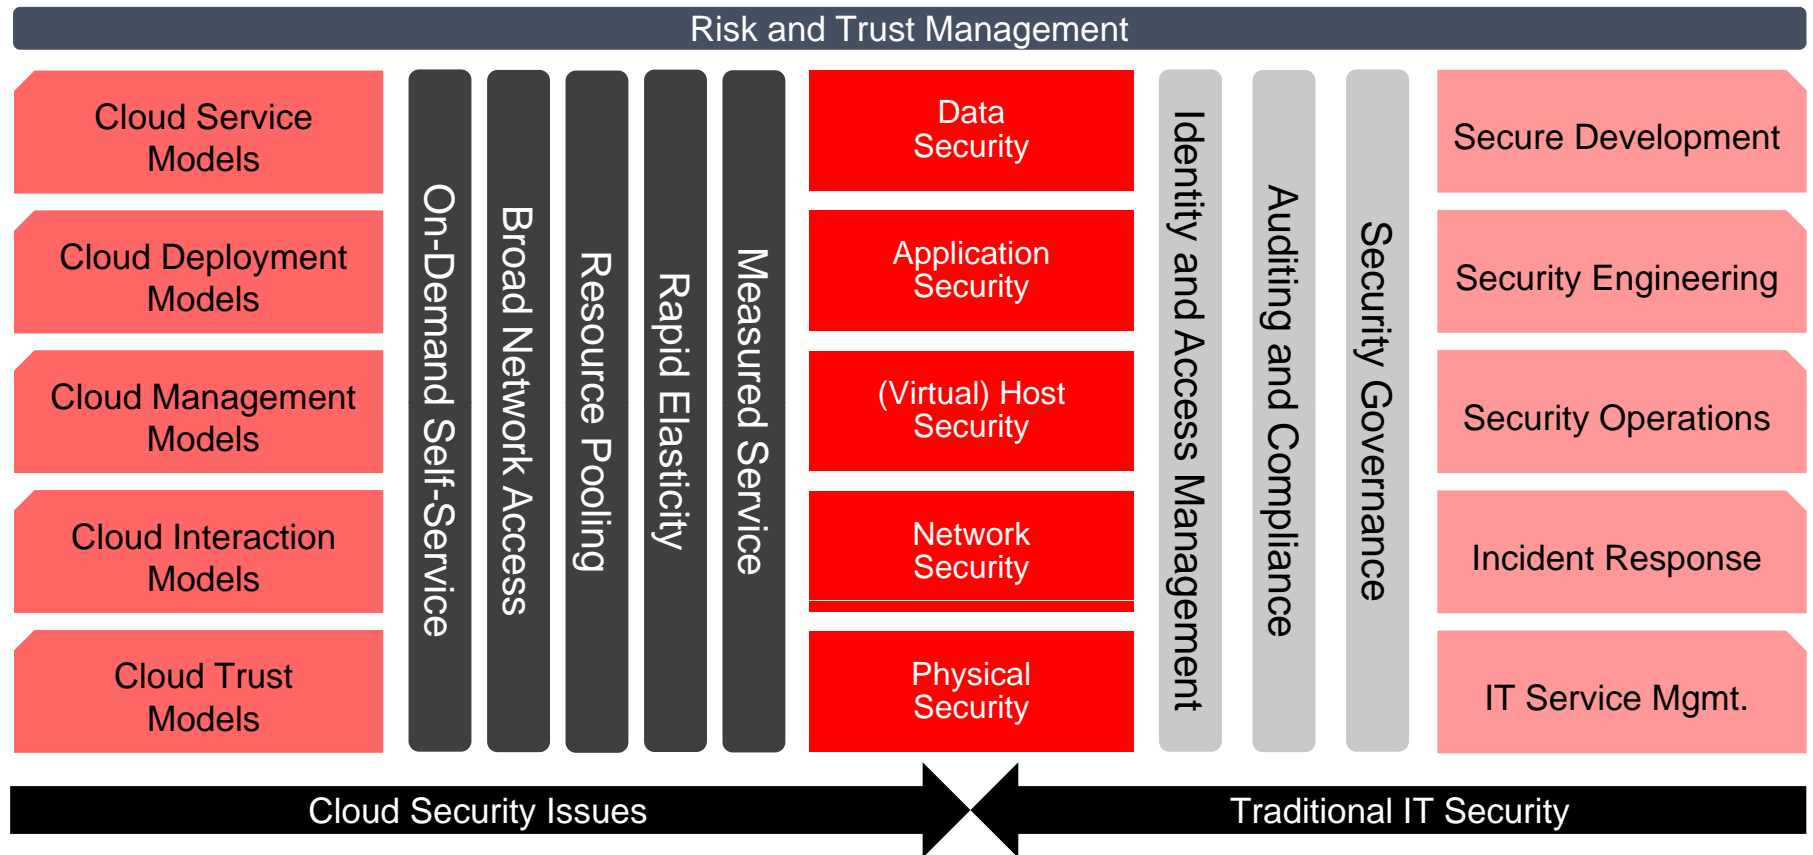 Risk and Trust Management
Cloud Service
Models
Cloud Deployment
Models
Cloud Management
Models
Cloud Interaction
Models
Cloud Trust
Models
On-Demand Self-Service
Broad Network Access
Resource Pooling
Rapid Elasticity
Measured Service
Data
Security
Application
Security
(Virtual) Host
Security
Network
Security
Physical
Security
Identity and Access Management
Auditing and Compliance
Security Governance
Secure Development
Security Engineering
Security Operations
Incident Response
IT Service Mgmt.
Cloud Security Issues
Traditional IT Security